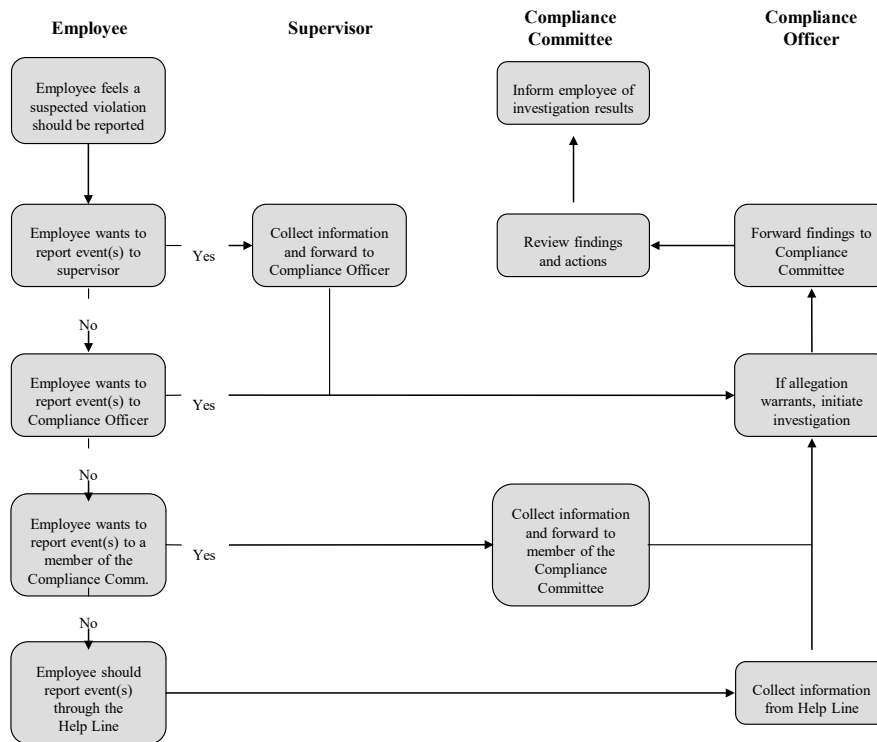 Employee
Supervisor
Compliance
Committee
Compliance
Officer
Employee feels a
suspected violation
should be reported
Inform employee of
investigation results
Employee wants to
report event(s) to
supervisor
Yes
Collect information
and forward to
Compliance Officer
Review findings
and actions
Forward findings to
Compliance
Committee
No
Employee wants to
report event(s) to
Compliance Officer
Yes
If allegation
warrants, initiate
investigation
No
Employee wants to
report event(s) to a
member of the
Compliance Comm.
Yes
Collect information
and forward to
member of the
Compliance
Committee
No
Employee should
report event(s)
through the
Help Line
Collect information
from Help Line